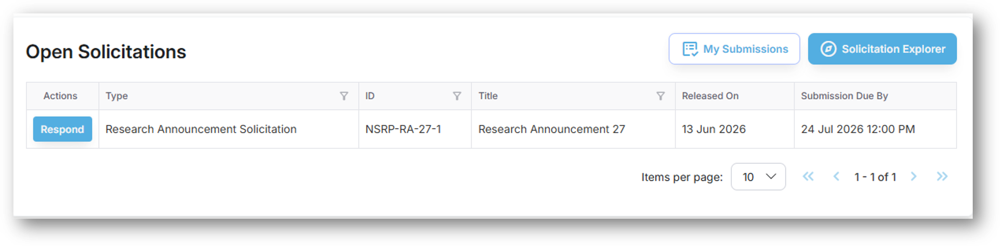 Open Solicitations
My Submissions
Solicitation Explorer
Actions Type ID Title Released On Submission Due By
Respond Research Announcement Solicitation NSRP-RA-27-1 Research Announcement 27 13 Jun 2026 24 Jul 2026 12:00 PM
Items per page: 10 1 - 1 of 1